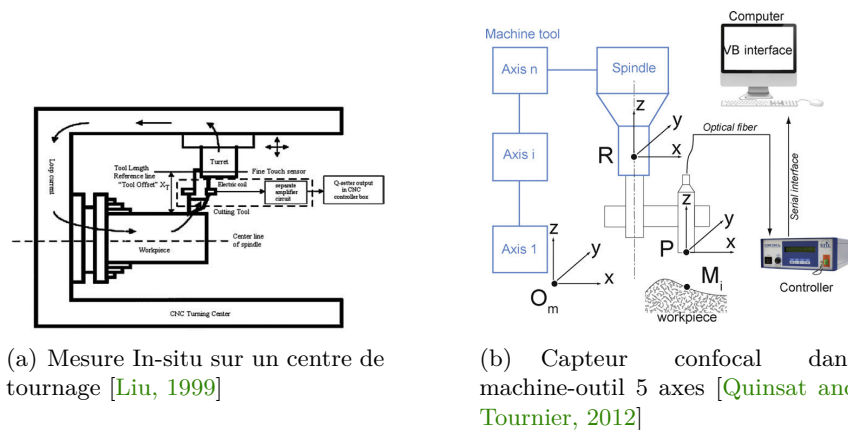 Loop current
Turret
Tool Length
Reference line
"Tool Offset" X_T
Fine Touch sensor
Electric coil
separate
amplifier
circuit
Q-setter output
in CNC
controller box
Cutting Tool
Workpiece
Center line
of spindle
CNC Turning Center
(a) Mesure In-situ sur un centre de
tournage [Liu, 1999]
Computer
VB interface
Machine tool
Axis n
Spindle
Axis i
Axis 1
z
y
x
R
Optical fiber
Serial interface
z
y
x
P
z
y
x
O_m
M_i
workpiece
Controller
(b) Capteur confocal dan
machine-outil 5 axes [Quinsat and
Tournier, 2012]